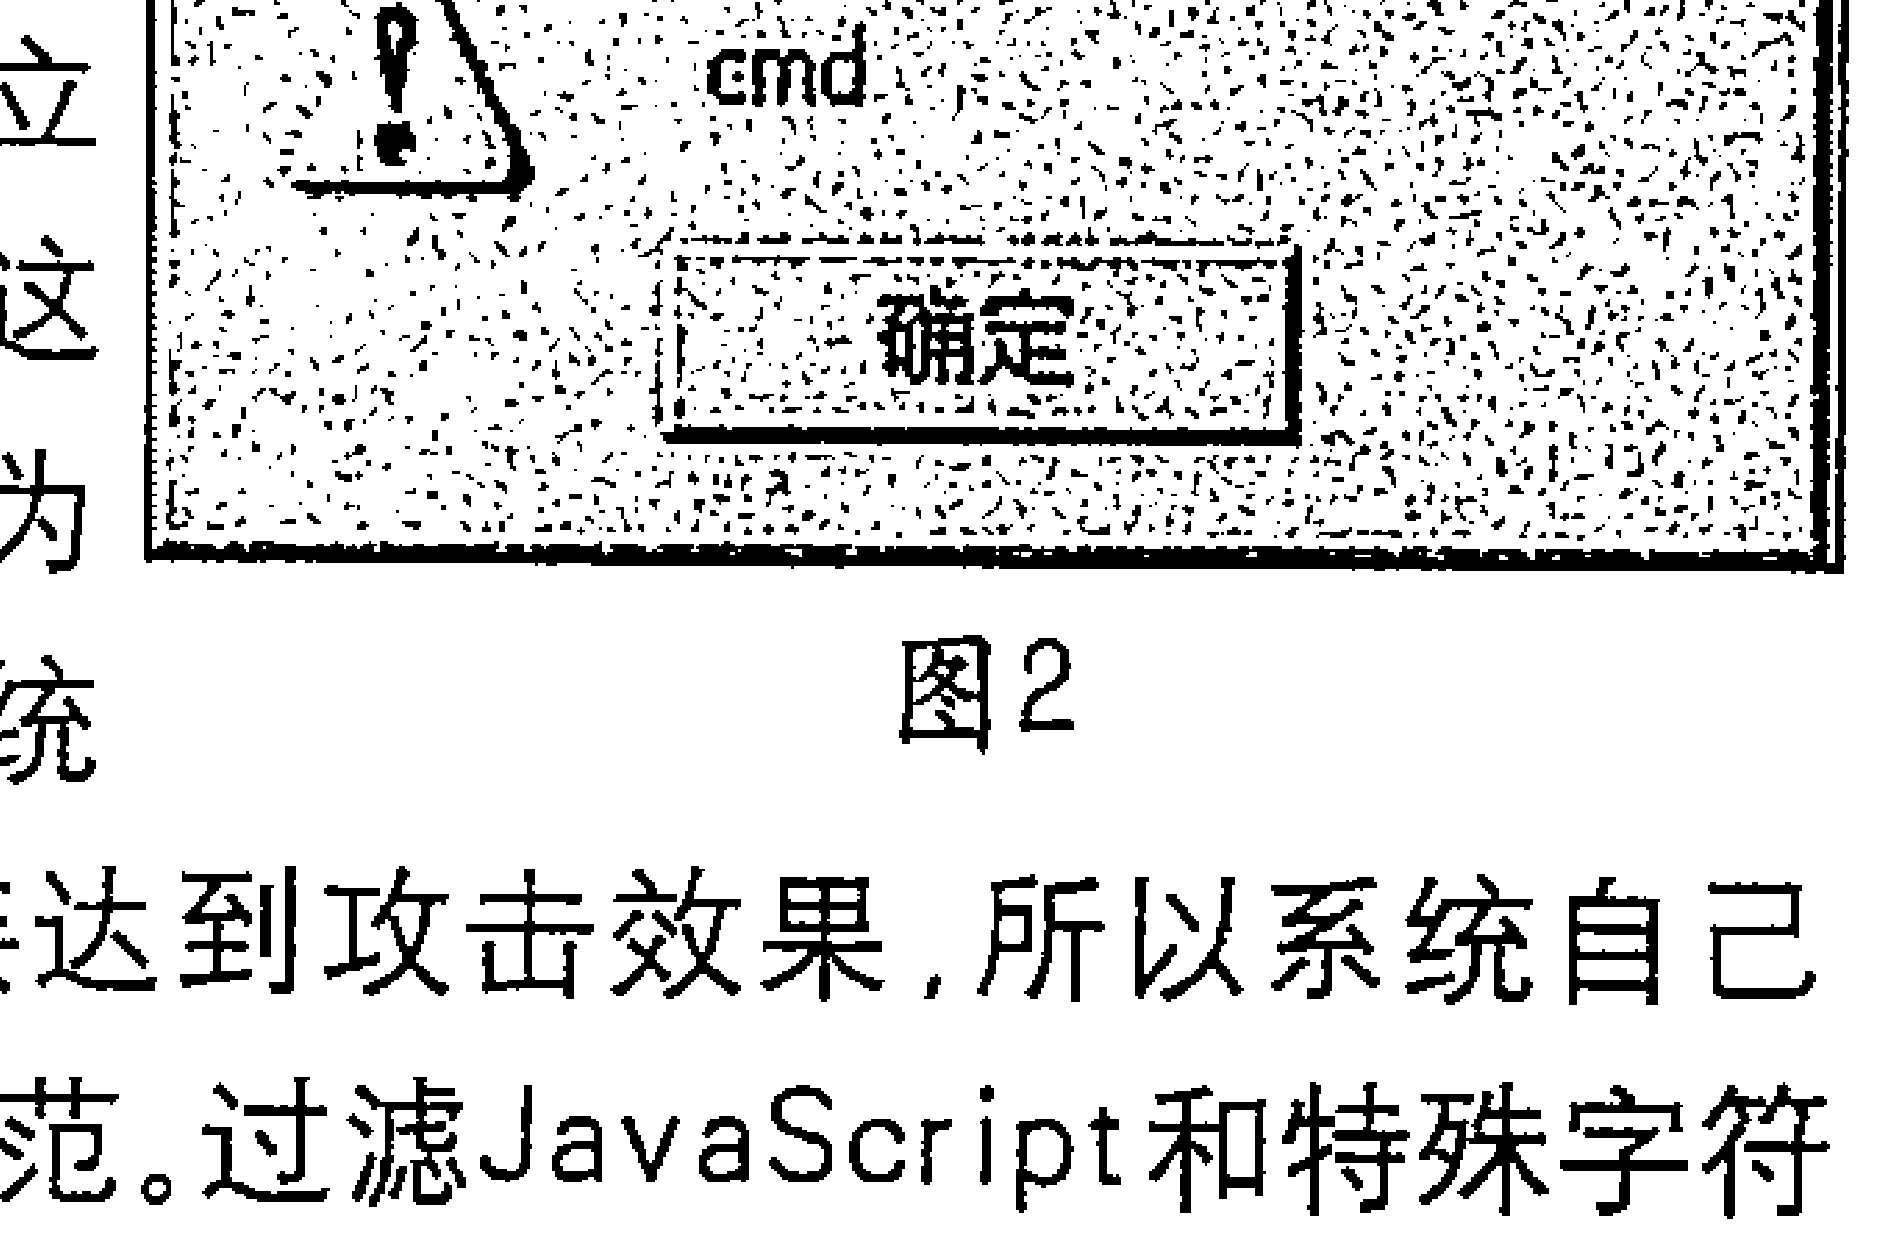 立
cmd
这
确定
为
图2
统
达到攻击效果,所以系统自己
范。过滤JavaScript和特殊字符